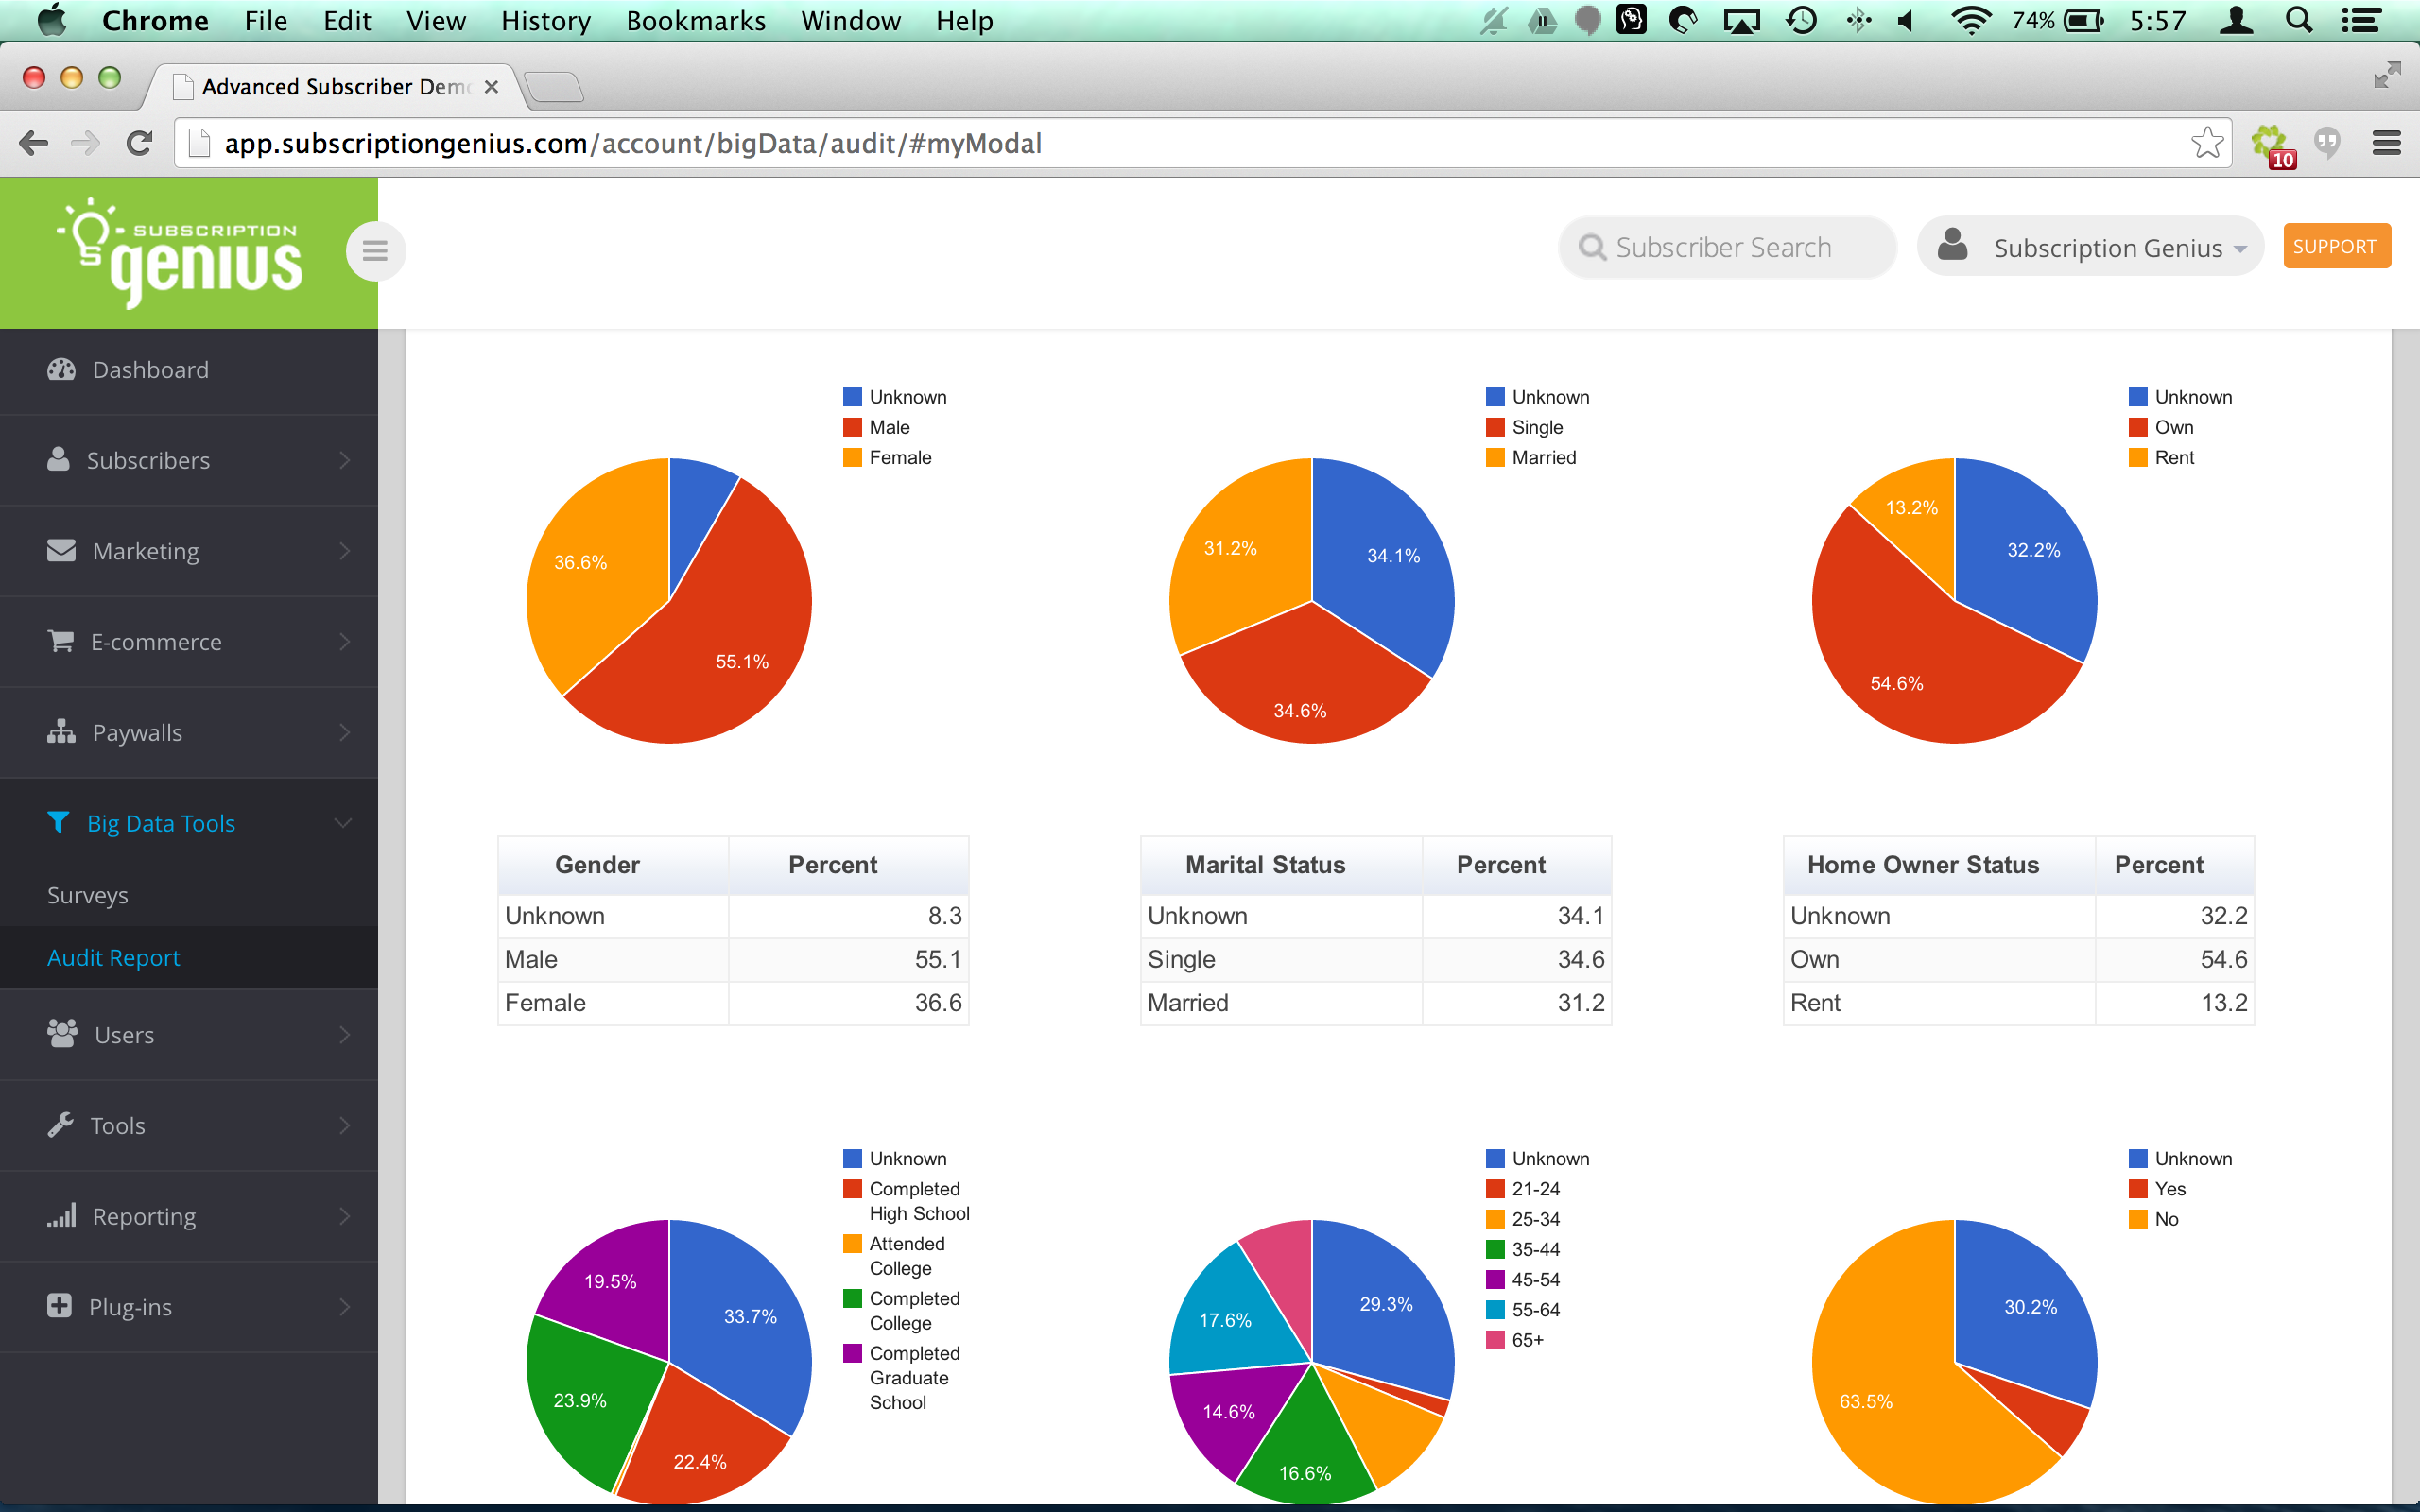 Chrome File Edit View History Bookmarks Window Help 74% 5:57
Advanced Subscriber Demo
app.subscriptiongenius.com/account/bigData/audit/#myModal
10
SUBSCRIPTION
genius
Subscriber Search
Subscription Genius
SUPPORT
Dashboard
Subscribers
Marketing
E-commerce
Paywalls
Big Data Tools
Surveys
Audit Report
Users
Tools
Reporting
Plug-ins
Unknown
Male
Female
36.6%
55.1%
Unknown
Single
Married
31.2%
34.1%
34.6%
Unknown
Own
Rent
13.2%
32.2%
54.6%
Gender Percent
Unknown 8.3
Male 55.1
Female 36.6
Marital Status Percent
Unknown 34.1
Single 34.6
Married 31.2
Home Owner Status Percent
Unknown 32.2
Own 54.6
Rent 13.2
Unknown
Completed
High School
Attended
College
Completed
College
Completed
Graduate
School
19.5%
33.7%
23.9%
22.4%
Unknown
21-24
25-34
35-44
45-54
55-64
65+
29.3%
17.6%
14.6%
16.6%
Unknown
Yes
No
30.2%
63.5%